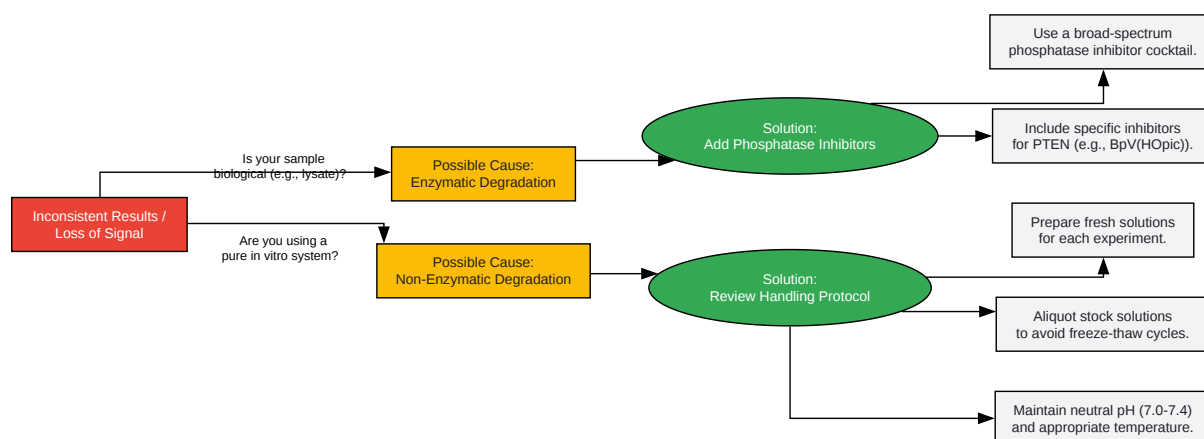 Use a broad-spectrum
phosphatase inhibitor cocktail.
Solution:
Add Phosphatase Inhibitors
Include specific inhibitors
for PTEN (e.g., BpV(HOpic)).
Is your sample
biological (e.g., lysate)?
Possible Cause:
Enzymatic Degradation
Inconsistent Results /
Loss of Signal
Are you using a
pure in vitro system?
Possible Cause:
Non-Enzymatic Degradation
Prepare fresh solutions
for each experiment.
Solution:
Review Handling Protocol
Aliquot stock solutions
to avoid freeze-thaw cycles.
Maintain neutral pH (7.0-7.4)
and appropriate temperature.